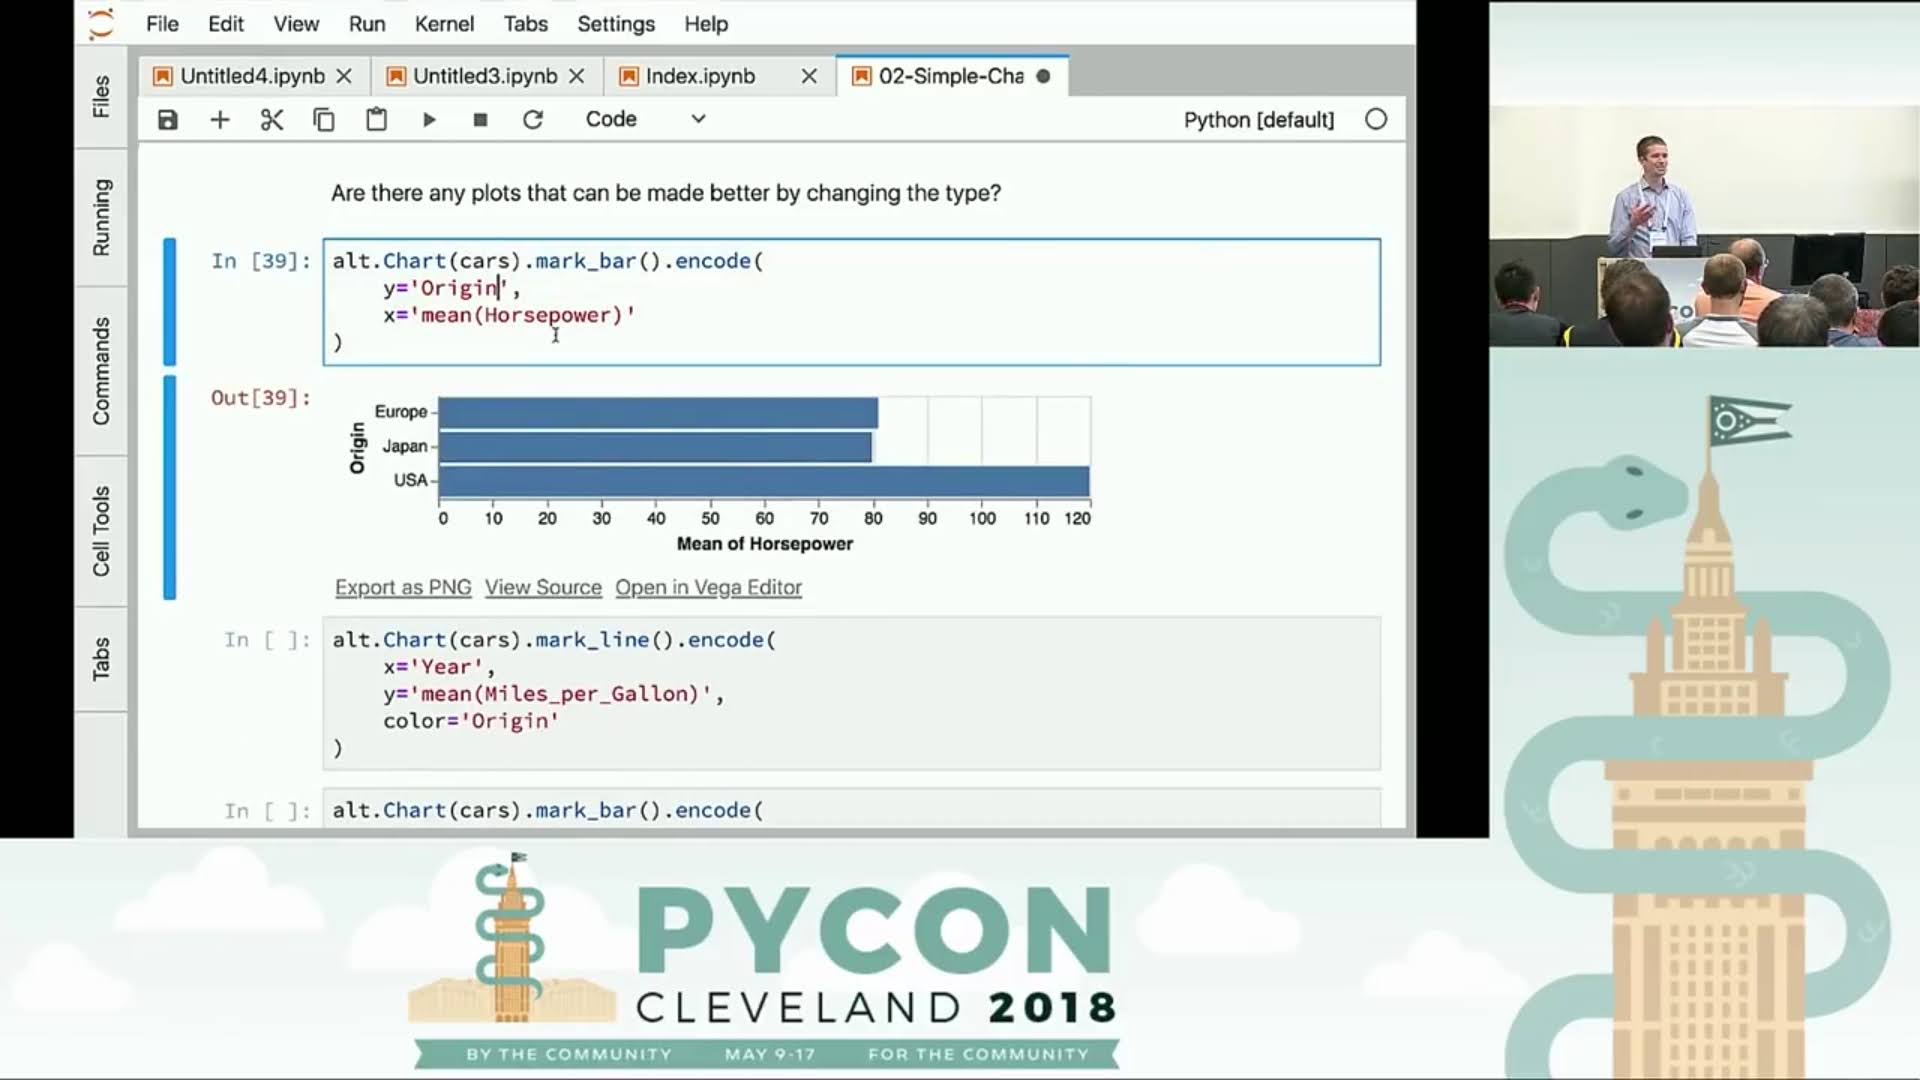 File Edit View Run Kernel Tabs Settings Help
Untitled4.ipynb Untitled3.ipynb Index.ipynb 02-Simple-Cha
Code Python [default]
Files
Running
Commands
Cell Tools
Tabs
Are there any plots that can be made better by changing the type?
In [39]: alt.Chart(cars).mark_bar().encode(
y='Origin',
x='mean(Horsepower)'
)
Out[39]:
Origin
Europe
Japan
USA
0 10 20 30 40 50 60 70 80 90 100 110 120
Mean of Horsepower
Export as PNG View Source Open in Vega Editor
In [ ]: alt.Chart(cars).mark_line().encode(
x='Year',
y='mean(Miles_per_Gallon)',
color='Origin'
)
In [ ]: alt.Chart(cars).mark_bar().encode(
PYCON
CLEVELAND 2018
BY THE COMMUNITY MAY 9-17 FOR THE COMMUNITY